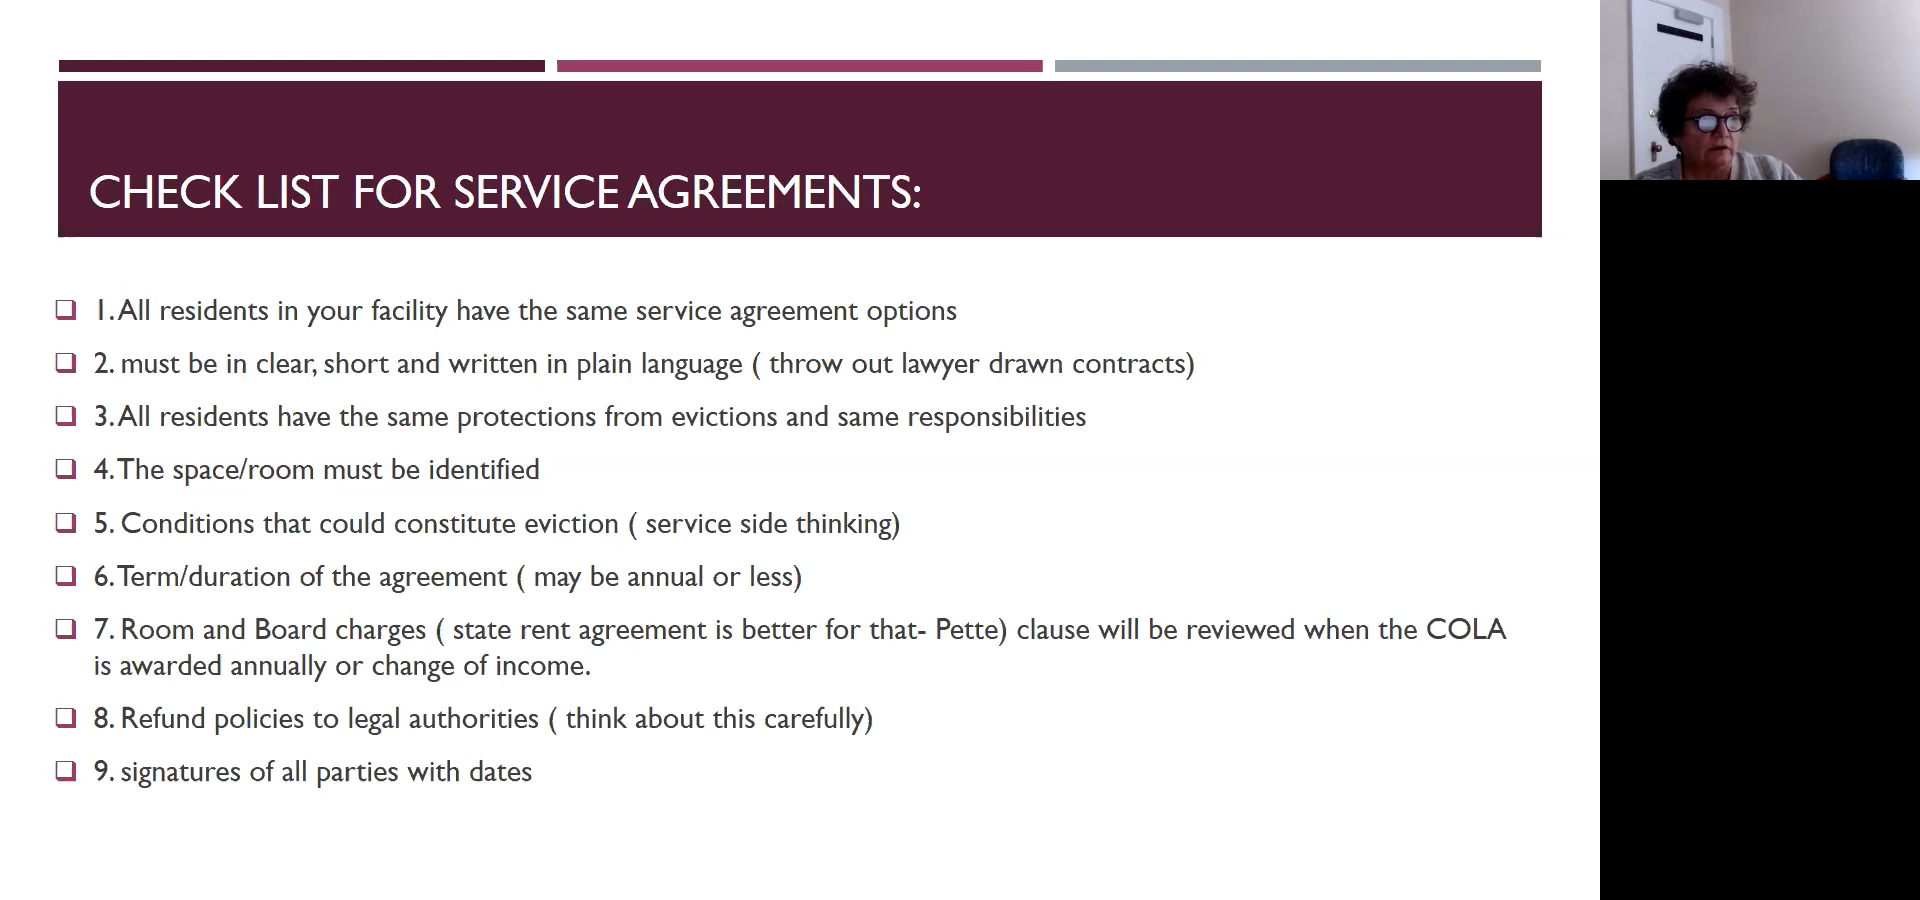 CHECK LIST FOR SERVICE AGREEMENTS:
1. All residents in your facility have the same service agreement options
2. must be in clear, short and written in plain language ( throw out lawyer drawn contracts)
3. All residents have the same protections from evictions and same responsibilities
4. The space/room must be identified
5. Conditions that could constitute eviction ( service side thinking)
6. Term/duration of the agreement ( may be annual or less)
7. Room and Board charges ( state rent agreement is better for that- Pette) clause will be reviewed when the COLA
is awarded annually or change of income.
8. Refund policies to legal authorities ( think about this carefully)
9. signatures of all parties with dates